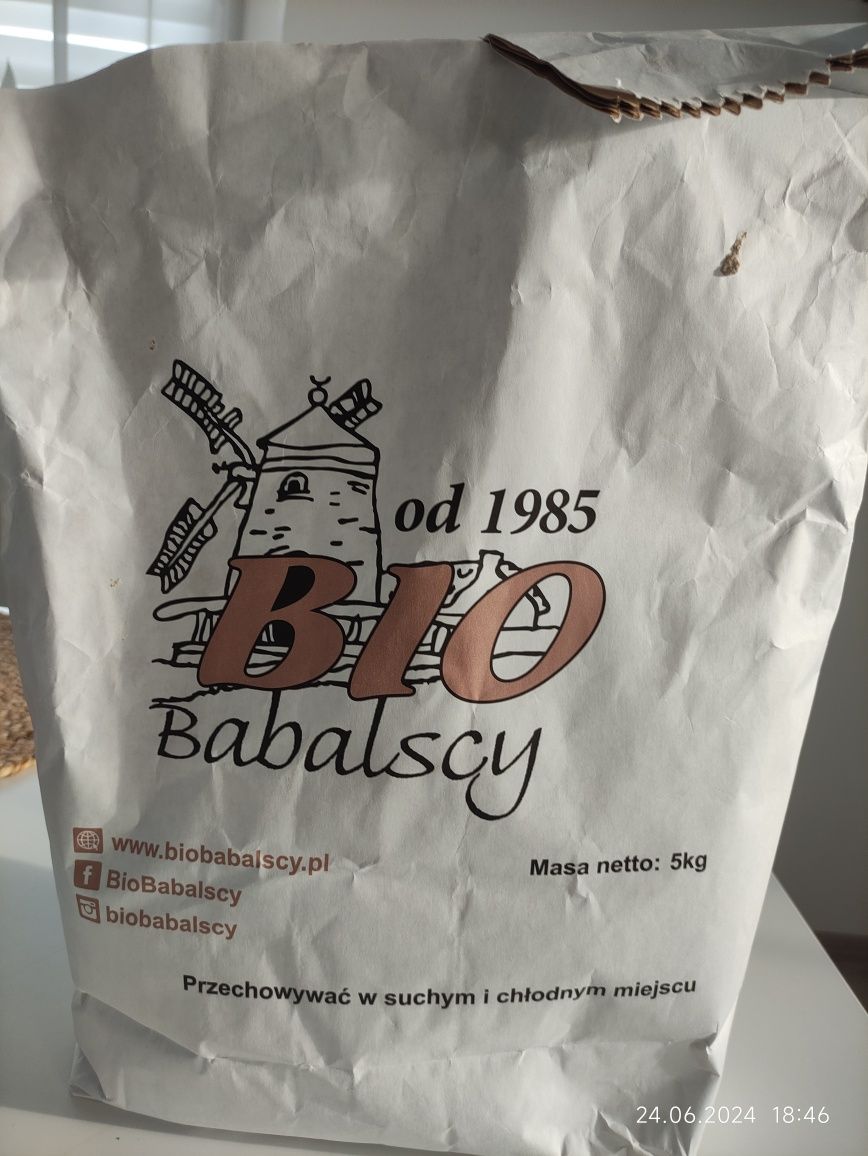 od 1985
BIO
Babalscy
www.biobabalscy.pl
BioBabalscy
biobabalscy
Masa netto: 5kg
Przechowywać w suchym i chłodnym miejscu
24.06.2024 18:46